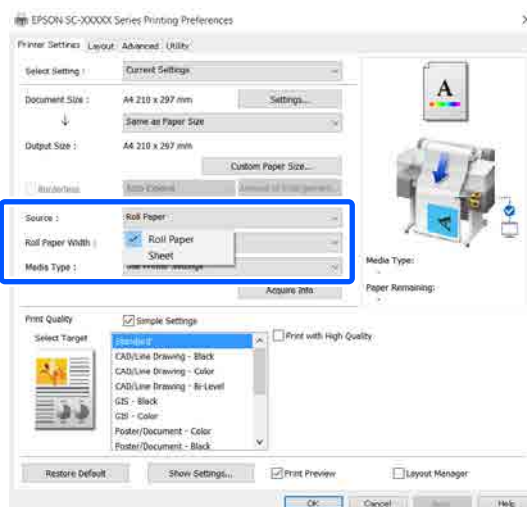 EPSON SC-XXXXX Series Printing Preferences
Printer Settings Layout Advanced Utility
Select Setting : Current Settings
Document Size : A4 210 x 297 mm Settings...
Same as Paper Size
Output Size : A4 210 x 297 mm
Custom Paper Size...
Borderless Auto Expand Amount of Enlargement...
Source : Roll Paper
Roll Paper Width :
Roll Paper
Sheet
Media Type : Use Printer Settings
Acquire Info
A
Media Type:
-
Paper Remaining:
-
Print Quality Simple Settings
Select Target Standard Print with High Quality
CAD/Line Drawing - Black
CAD/Line Drawing - Color
CAD/Line Drawing - Bi-Level
GIS - Black
GIS - Color
Poster/Document - Color
Poster/Document - Black
Restore Default Show Settings... Print Preview Layout Manager
OK Cancel Help